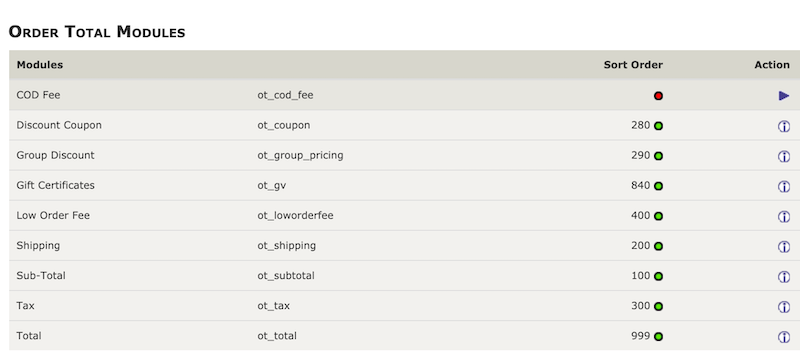 Order Total Modules
Modules Sort Order Action
COD Fee ot_cod_fee
Discount Coupon ot_coupon 280
Group Discount ot_group_pricing 290
Gift Certificates ot_gv 840
Low Order Fee ot_loworderfee 400
Shipping ot_shipping 200
Sub-Total ot_subtotal 100
Tax ot_tax 300
Total ot_total 999